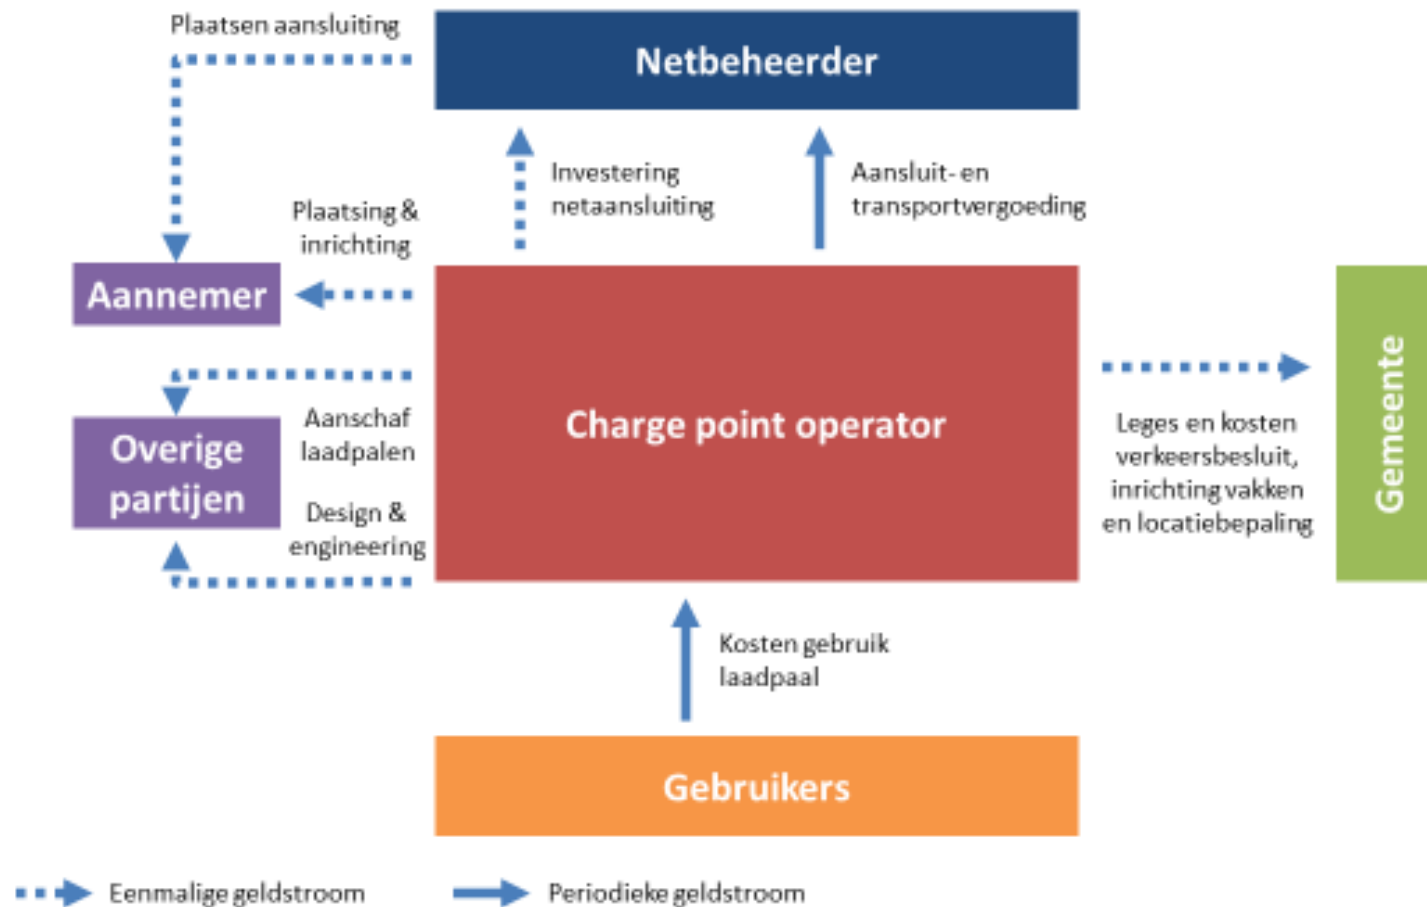 Plaatsen aansluiting
Netbeheerder
Investering
netaansluiting
Aansluit- en
transportvergoeding
Plaatsing &
inrichting
Aannemer
Charge point operator
Aanschaf
laadpalen
Overige
partijen
Design &
engineering
Leges en kosten
verkeersbesluit,
inrichting vakken
en locatiebepaling
Gemeente
Kosten gebruik
laadpaal
Gebruikers
Eenmalige geldstroom
Periodieke geldstroom